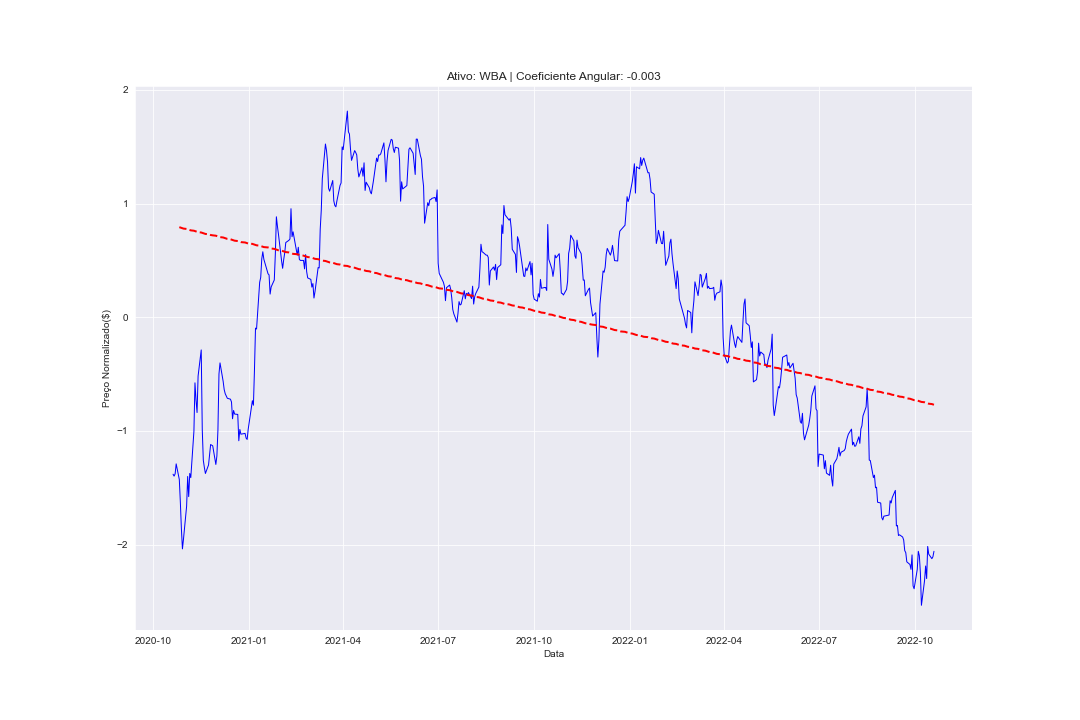 Ativo: WBA | Coeficiente Angular: -0.003
Preço Normalizado($)
2
1
0
−1
−2
2020-10 2021-01 2021-04 2021-07 2021-10 2022-01 2022-04 2022-07 2022-10
Data